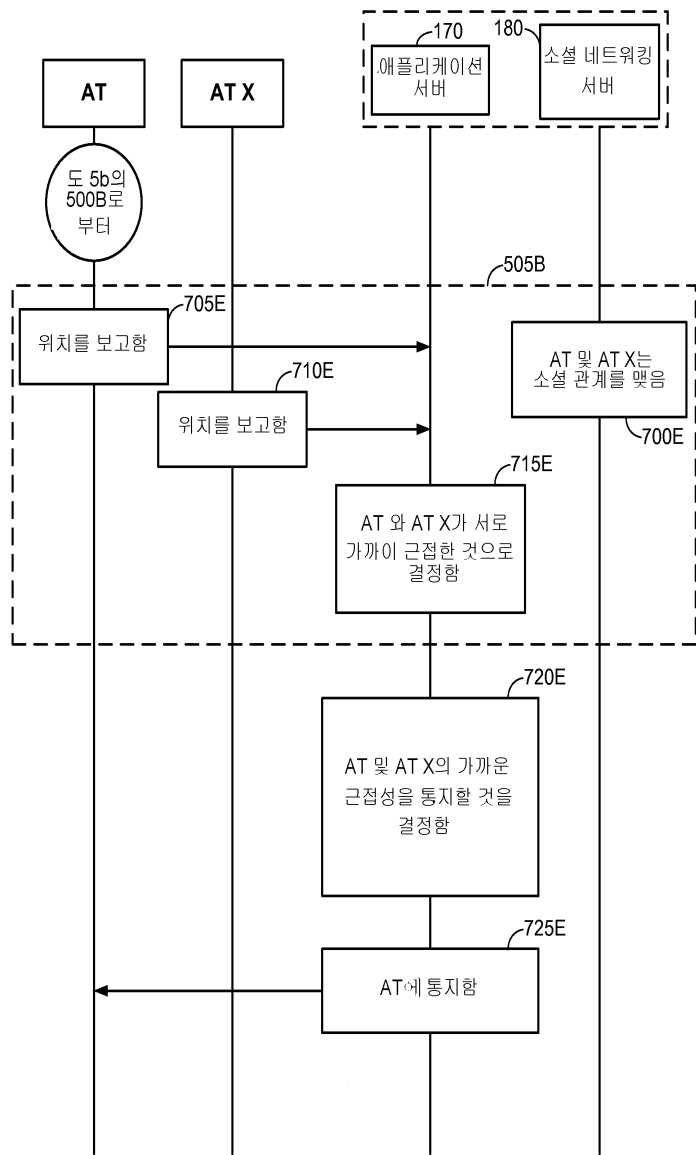 170
180
애플리케이션
서버
소셜 네트워킹
서버
AT
AT X
도 5b의
500B로
부터
505B
705E
위치를 보고함
710E
위치를 보고함
AT 및 AT X는
소셜 관계를 맺음
700E
715E
AT 와 AT X가 서로
가까이 근접한 것으로
결정함
720E
AT 및 AT X의 가까운
근접성을 통지할 것을
결정함
725E
AT에 통지함